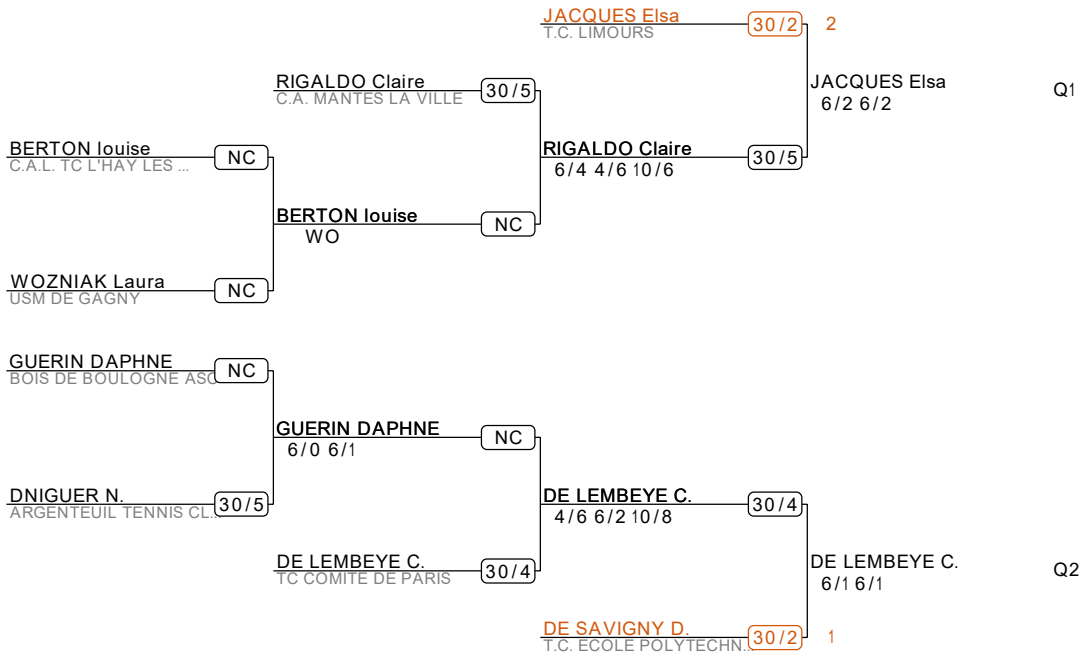 JACQUES Elsa 30/2 2
T.C. LIMOURS
RIGALDO Claire 30/5
C.A. MANTES LA VILLE
JACQUES Elsa Q1
6/2 6/2
BERTON louise NC
C.A.L. TC L'HAY LES ...
RIGALDO Claire 30/5
6/4 4/6 10/6
BERTON louise NC
WO
WOZNIAK Laura NC
USM DE GAGNY
GUERIN DAPHNE NC
BOIS DE BOULOGNE ASC
GUERIN DAPHNE NC
6/0 6/1
DNIGUER N. 30/5
ARGENTEUIL TENNIS CL...
DE LEMBEYE C. 30/4
4/6 6/2 10/8
DE LEMBEYE C. 30/4
TC COMITE DE PARIS
DE LEMBEYE C. Q2
6/1 6/1
DE SAVIGNY D. 30/2 1
T.C. ECOLE POLYTECHN...